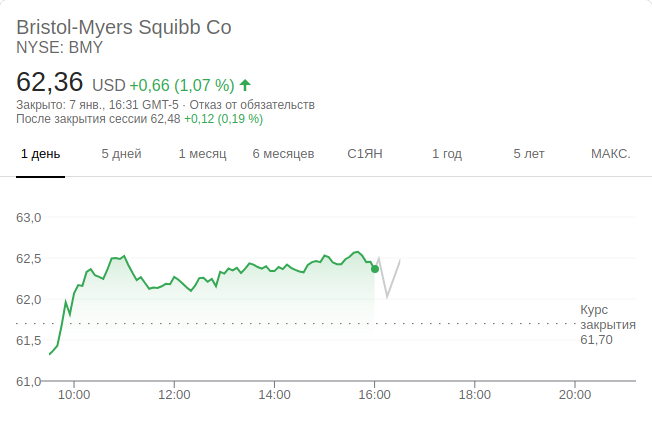 Bristol-Myers Squibb Co
NYSE: BMY
62,36 USD +0,66 (1,07 %)
Закрыто: 7 янв., 16:31 GMT-5 · Отказ от обязательств
После закрытия сессии 62,48 +0,12 (0,19 %)
1 день 5 дней 1 месяц 6 месяцев С1ЯН 1 год 5 лет МАКС.
63,0
62,5
62,0
Курс
закрытия
61,70
61,5
61,0
10:00 12:00 14:00 16:00 18:00 20:00